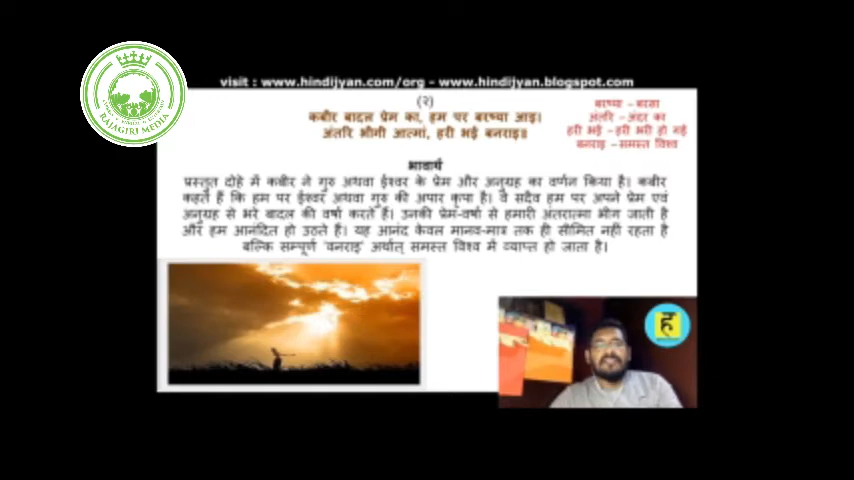 visit : www.hindijyan.com/org - www.hindijyan.blogspot.com
(२)
कबीर बादल प्रेम का, हम पर बरष्या आइ।
अंतरि भीगी आत्मां, हरी भई बनराइ॥
बरष्या – बरसा
अंतरि – अंदर का
हरी भई – हरी भरी हो गई
बनराइ – समस्त विश्व
भावार्थ
प्रस्तुत दोहे में कबीर ने गुरु अथवा ईश्वर के प्रेम और अनुग्रह का वर्णन किया है। कबीर
कहते हैं कि हम पर ईश्वर अथवा गुरु की अपार कृपा है। वे सदैव हम पर अपने प्रेम एवं
अनुग्रह से भरे बादल की वर्षा करते हैं। उनकी प्रेम-वर्षा से हमारी अंतरात्मा भीग जाती है
और हम आनंदित हो उठते हैं। यह आनंद केवल मानव-मात्र तक ही सीमित नहीं रहता है
बल्कि सम्पूर्ण 'वनराइ' अर्थात् समस्त विश्व में व्याप्त हो जाता है।
ह
RAJAGIRI MEDIA